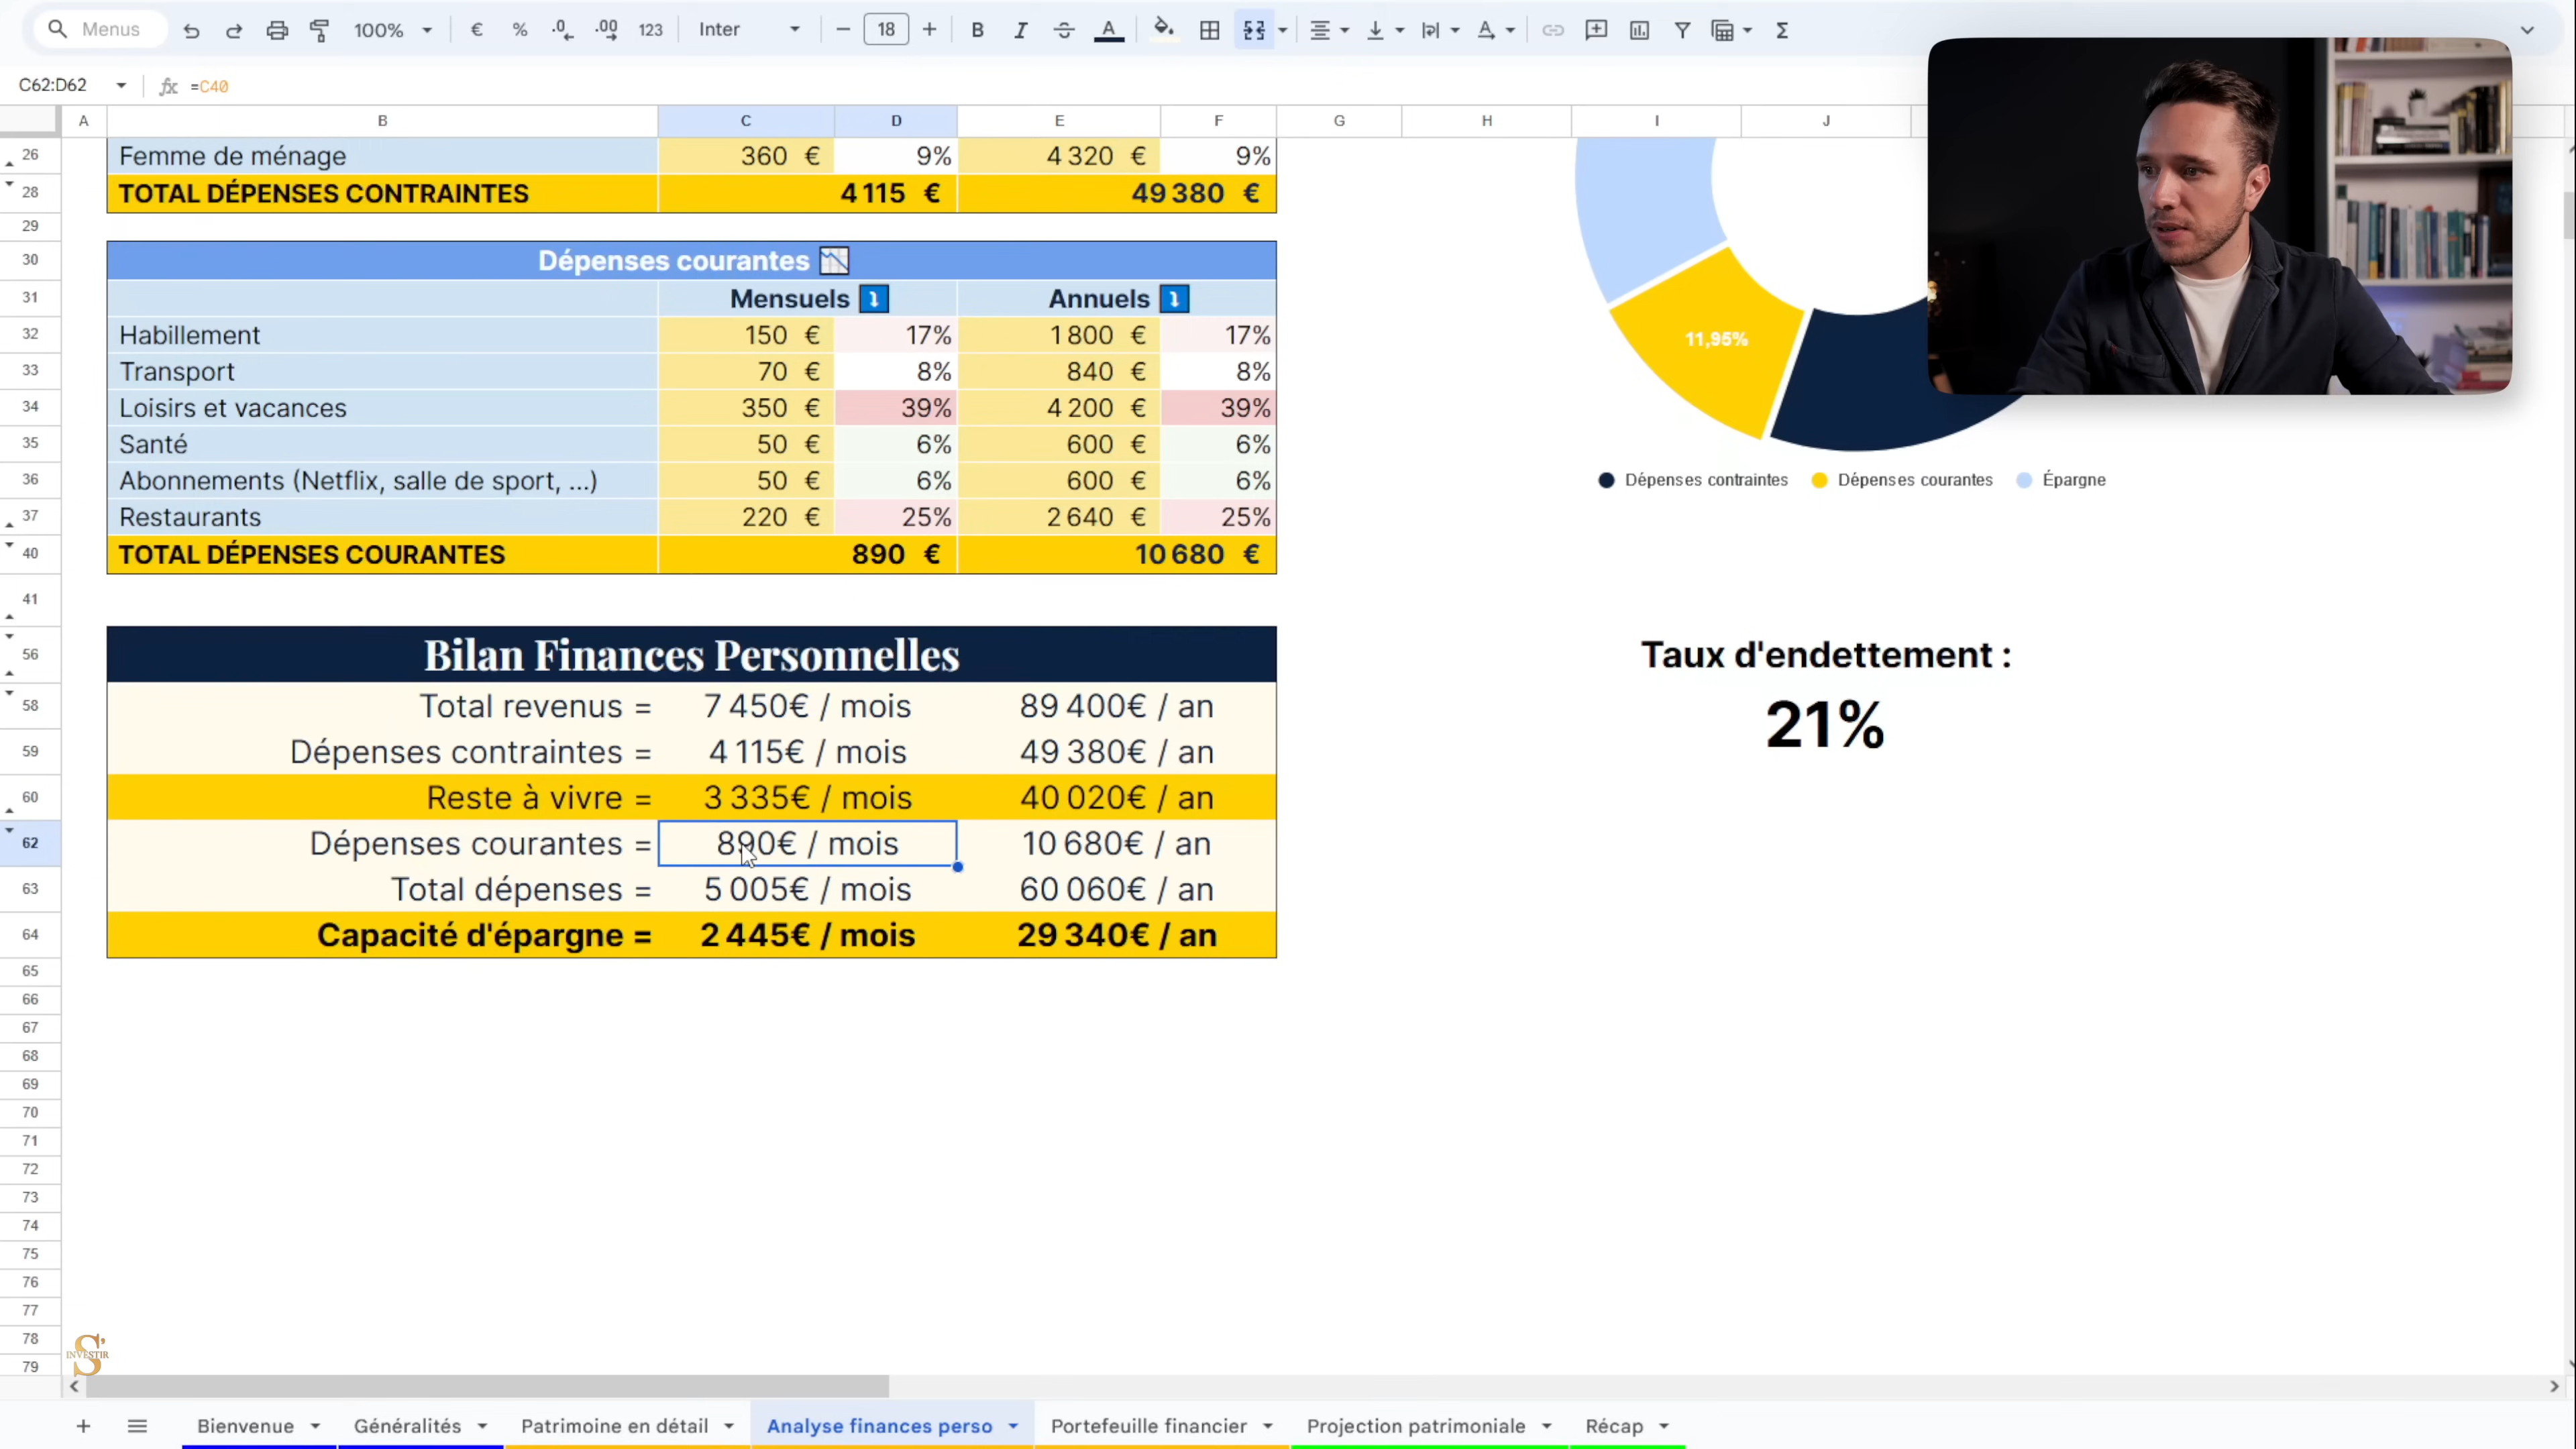 Menus
100%
€
%
.0
.00
123
Inter
18
B
I
A
Σ
C62:D62
fx
=C40
A B C D E F G H I J
26 Femme de ménage 360 € 9% 4 320 € 9%
28 TOTAL DÉPENSES CONTRAINTES 4 115 € 49 380 €
29
30 Dépenses courantes
31 Mensuels Annuels
32 Habillement 150 € 17% 1 800 € 17%
33 Transport 70 € 8% 840 € 8%
34 Loisirs et vacances 350 € 39% 4 200 € 39%
35 Santé 50 € 6% 600 € 6%
36 Abonnements (Netflix, salle de sport, ...) 50 € 6% 600 € 6%
37 Restaurants 220 € 25% 2 640 € 25%
40 TOTAL DÉPENSES COURANTES 890 € 10 680 €
41
56 Bilan Finances Personnelles
58 Total revenus = 7 450€ / mois 89 400€ / an
59 Dépenses contraintes = 4 115€ / mois 49 380€ / an
60 Reste à vivre = 3 335€ / mois 40 020€ / an
62 Dépenses courantes = 890€ / mois 10 680€ / an
63 Total dépenses = 5 005€ / mois 60 060€ / an
64 Capacité d'épargne = 2 445€ / mois 29 340€ / an
65
66
67
68
69
70
71
72
73
74
75
76
77
78
79
11,95%
Dépenses contraintes Dépenses courantes Épargne
Taux d'endettement :
21%
S'
INVESTIR
Bienvenue Généralités Patrimoine en détail Analyse finances perso Portefeuille financier Projection patrimoniale Récap